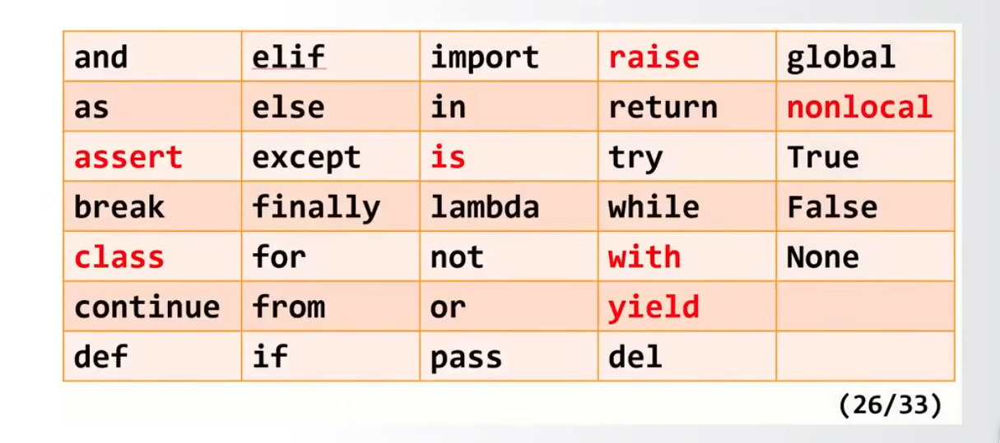 and elif import raise global
as else in return nonlocal
assert except is try True
break finally lambda while False
class for not with None
continue from or yield
def if pass del
(26/33)